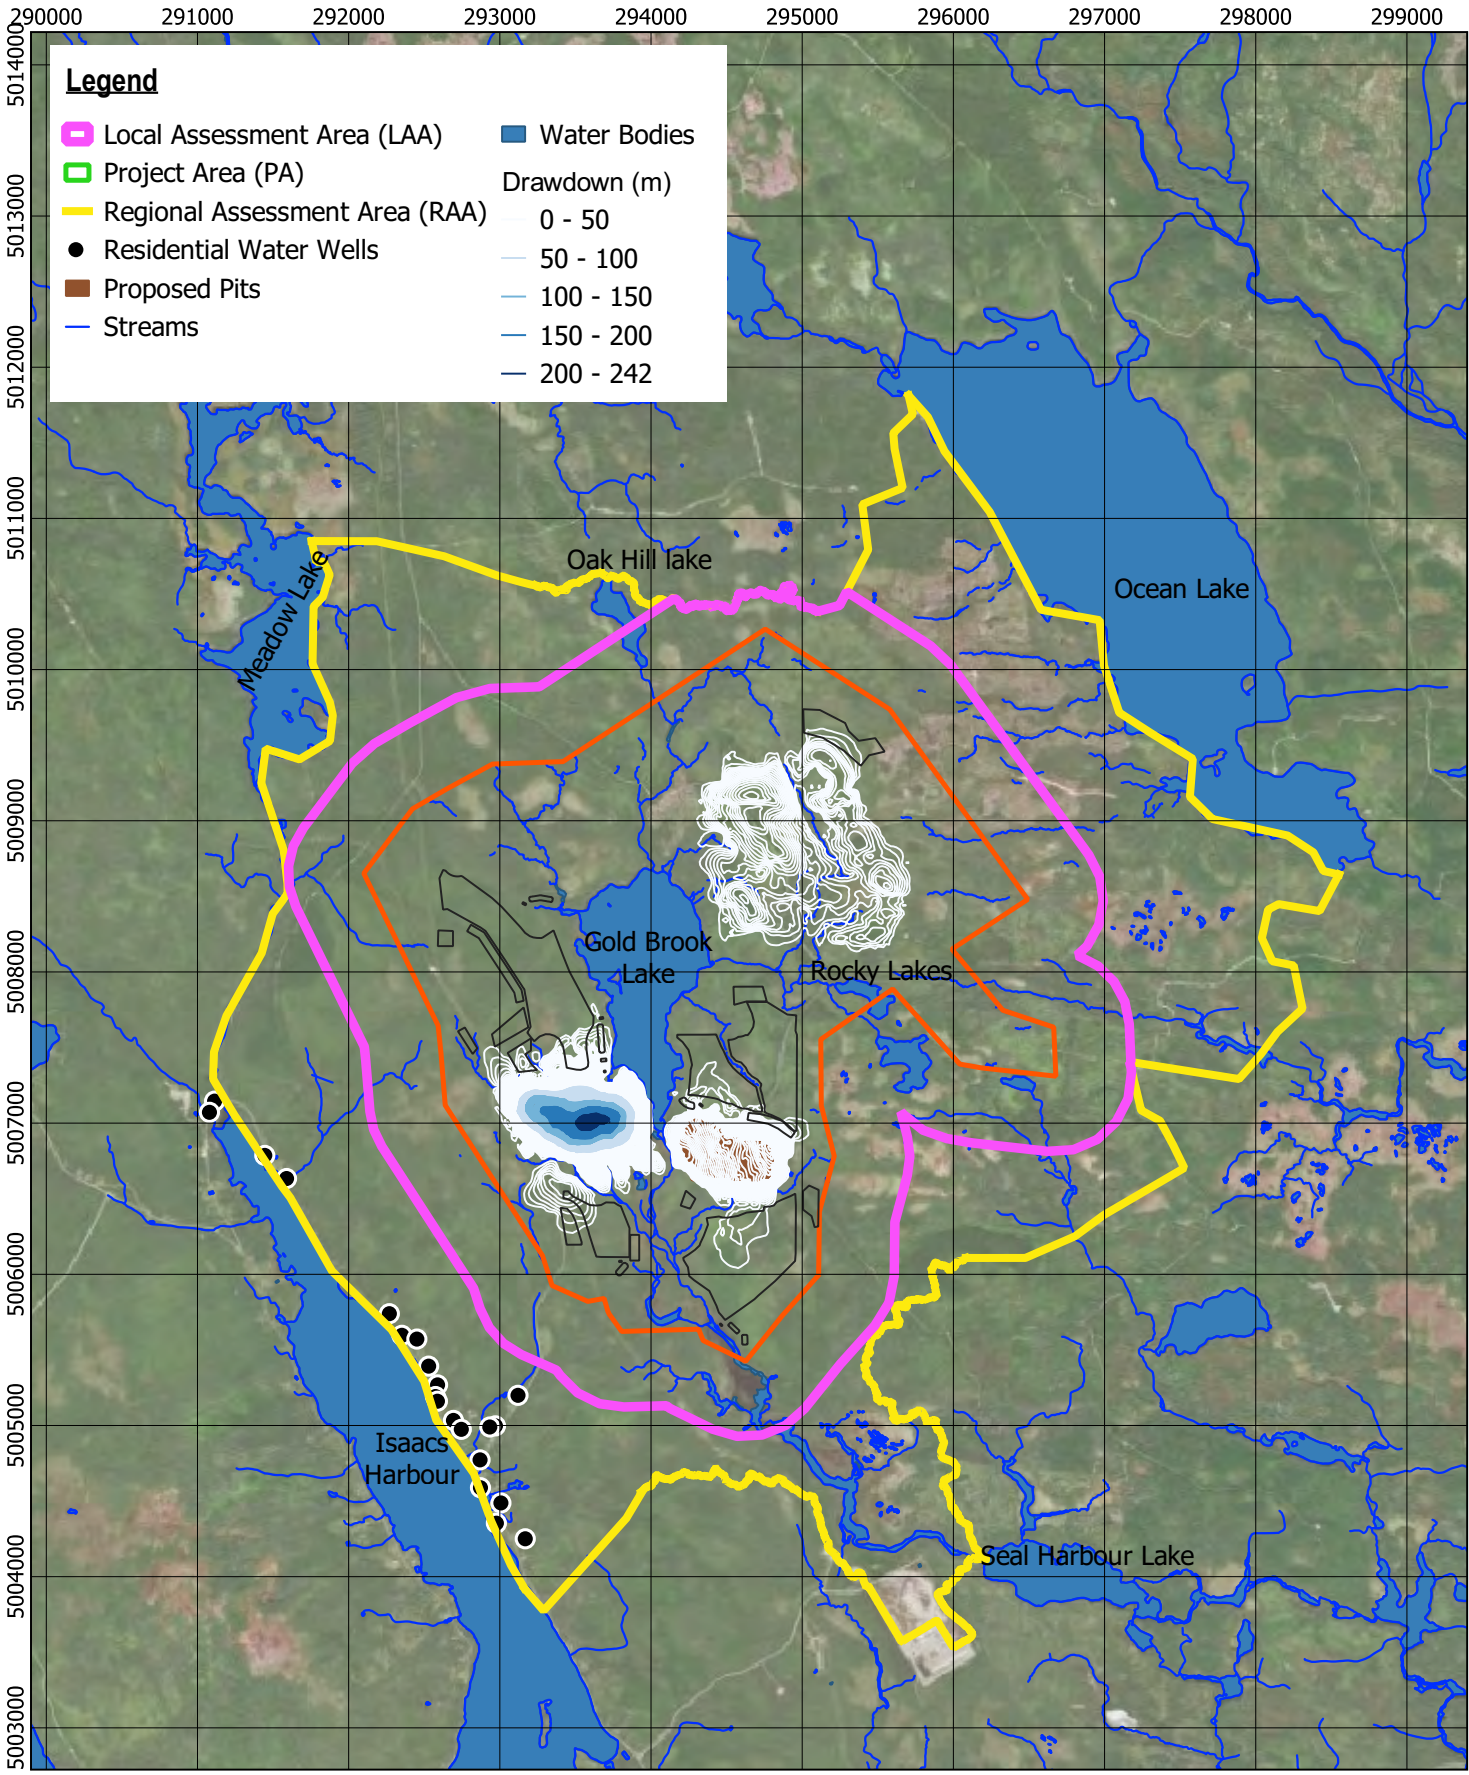 290000 291000 292000 293000 294000 295000 296000 297000 298000 299000
Legend
Local Assessment Area (LAA)
Project Area (PA)
Regional Assessment Area (RAA)
Residential Water Wells
Proposed Pits
Streams
Water Bodies
Drawdown (m)
0 - 50
50 - 100
100 - 150
150 - 200
200 - 242
5014000
5013000
5012000
5011000
5010000
5009000
5008000
5007000
5006000
5005000
5004000
5003000
Oak Hill lake
Meadow Lake
Ocean Lake
Gold Brook
Lake
Rocky Lakes
Isaacs
Harbour
Seal Harbour Lake